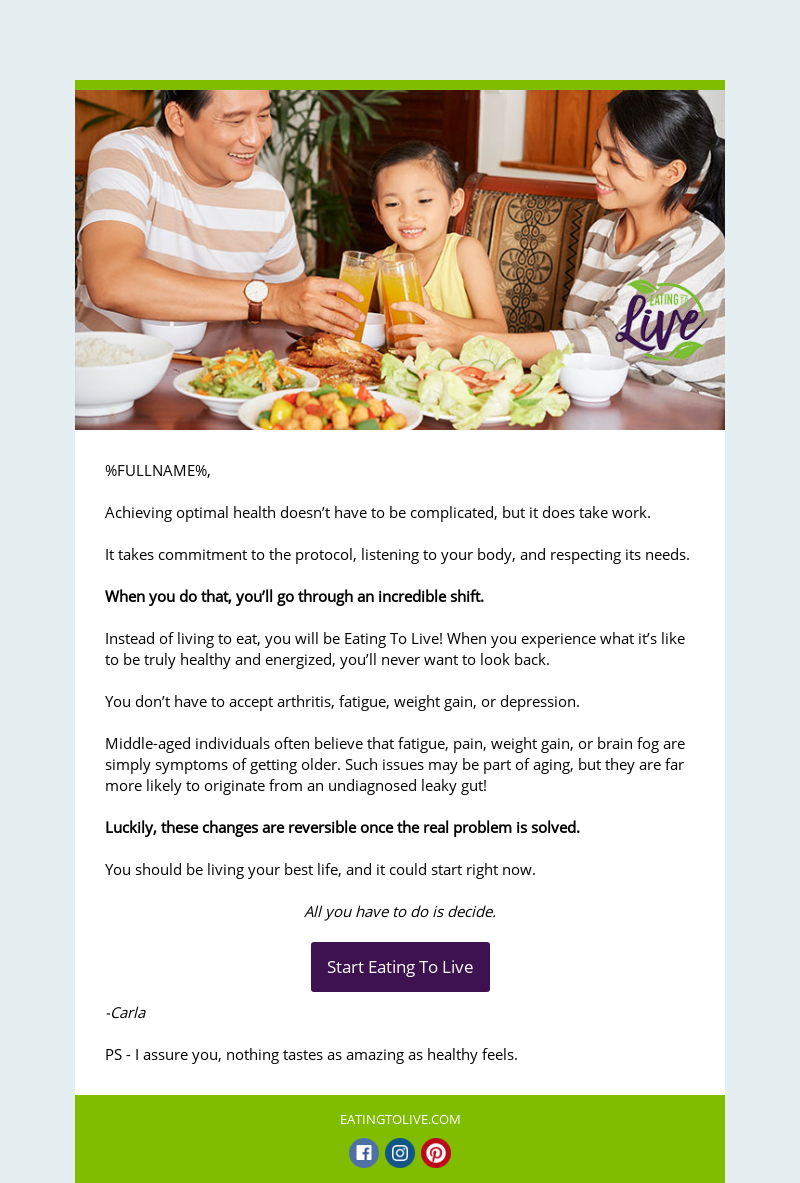 EATING TO
Live
%FULLNAME%,
Achieving optimal health doesn’t have to be complicated, but it does take work.
It takes commitment to the protocol, listening to your body, and respecting its needs.
When you do that, you’ll go through an incredible shift.
Instead of living to eat, you will be Eating To Live! When you experience what it’s like
to be truly healthy and energized, you’ll never want to look back.
You don’t have to accept arthritis, fatigue, weight gain, or depression.
Middle-aged individuals often believe that fatigue, pain, weight gain, or brain fog are
simply symptoms of getting older. Such issues may be part of aging, but they are far
more likely to originate from an undiagnosed leaky gut!
Luckily, these changes are reversible once the real problem is solved.
You should be living your best life, and it could start right now.
All you have to do is decide.
Start Eating To Live
-Carla
PS - I assure you, nothing tastes as amazing as healthy feels.
EATINGTOLIVE.COM